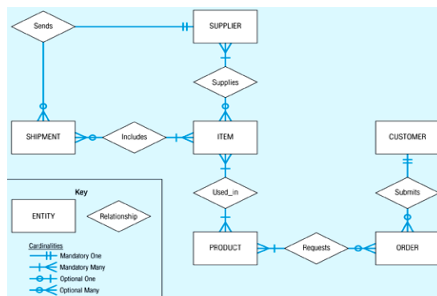 Sends
SUPPLIER
Supplies
SHIPMENT
Includes
ITEM
CUSTOMER
Key
ENTITY
Relationship
Used_in
Submits
Cardinalities
Mandatory One
Mandatory Many
Optional One
Optional Many
PRODUCT
Requests
ORDER